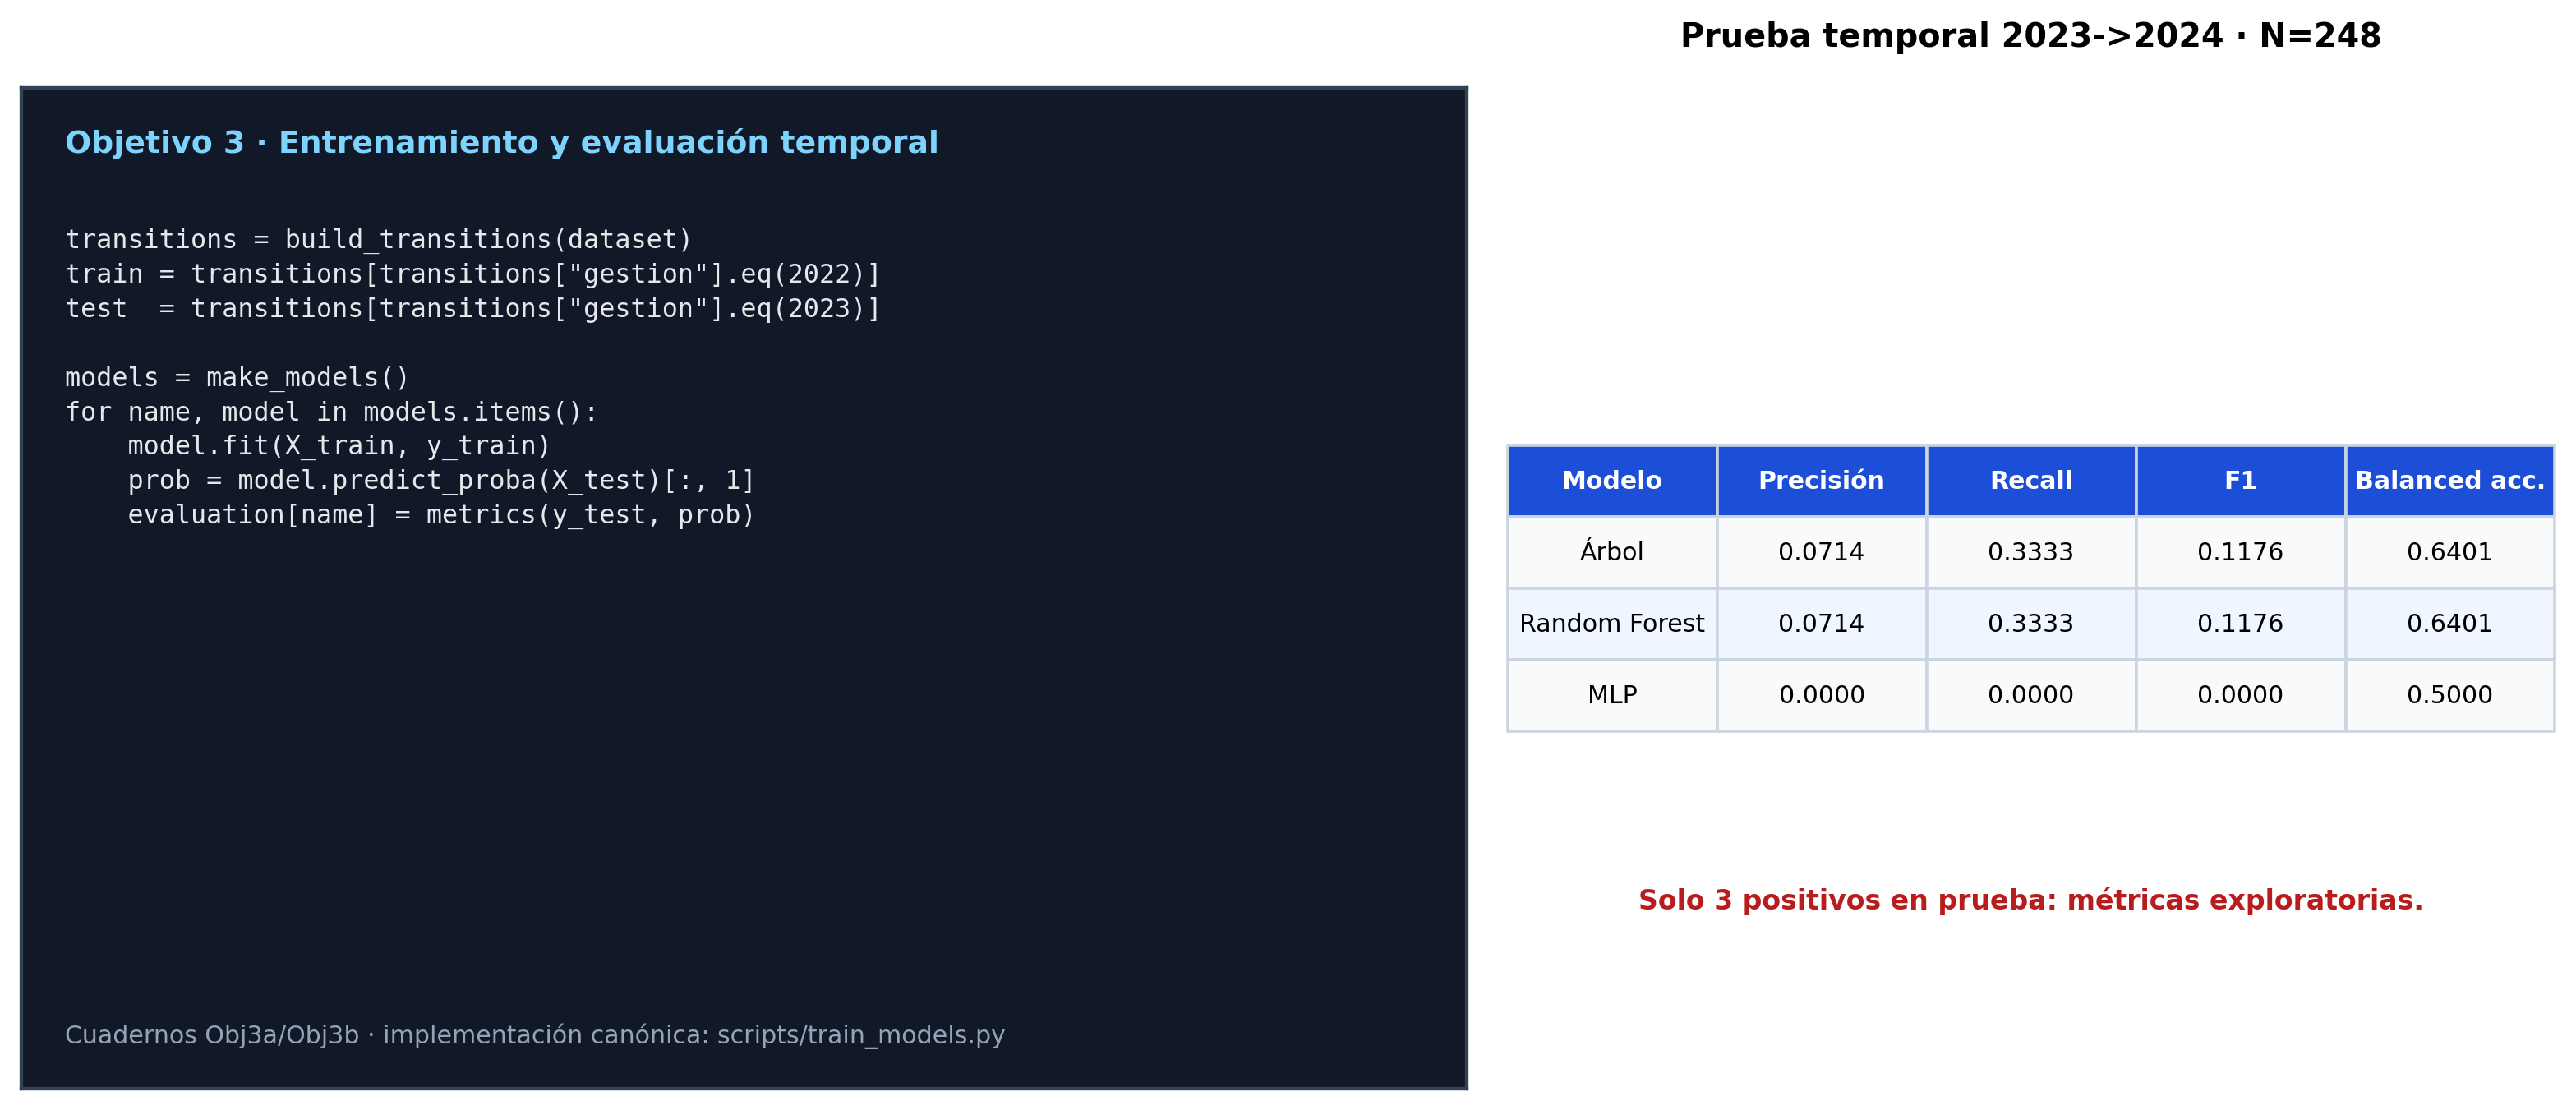 Prueba temporal 2023->2024 · N=248
Objetivo 3 · Entrenamiento y evaluación temporal
transitions = build_transitions(dataset)
train = transitions[transitions["gestion"].eq(2022)]
test  = transitions[transitions["gestion"].eq(2023)]
models = make_models()
for name, model in models.items():
    model.fit(X_train, y_train)
    prob = model.predict_proba(X_test)[:, 1]
    evaluation[name] = metrics(y_test, prob)
Cuadernos Obj3a/Obj3b · implementación canónica: scripts/train_models.py
Modelo Precisión Recall F1 Balanced acc.
Árbol 0.0714 0.3333 0.1176 0.6401
Random Forest 0.0714 0.3333 0.1176 0.6401
MLP 0.0000 0.0000 0.0000 0.5000
Solo 3 positivos en prueba: métricas exploratorias.